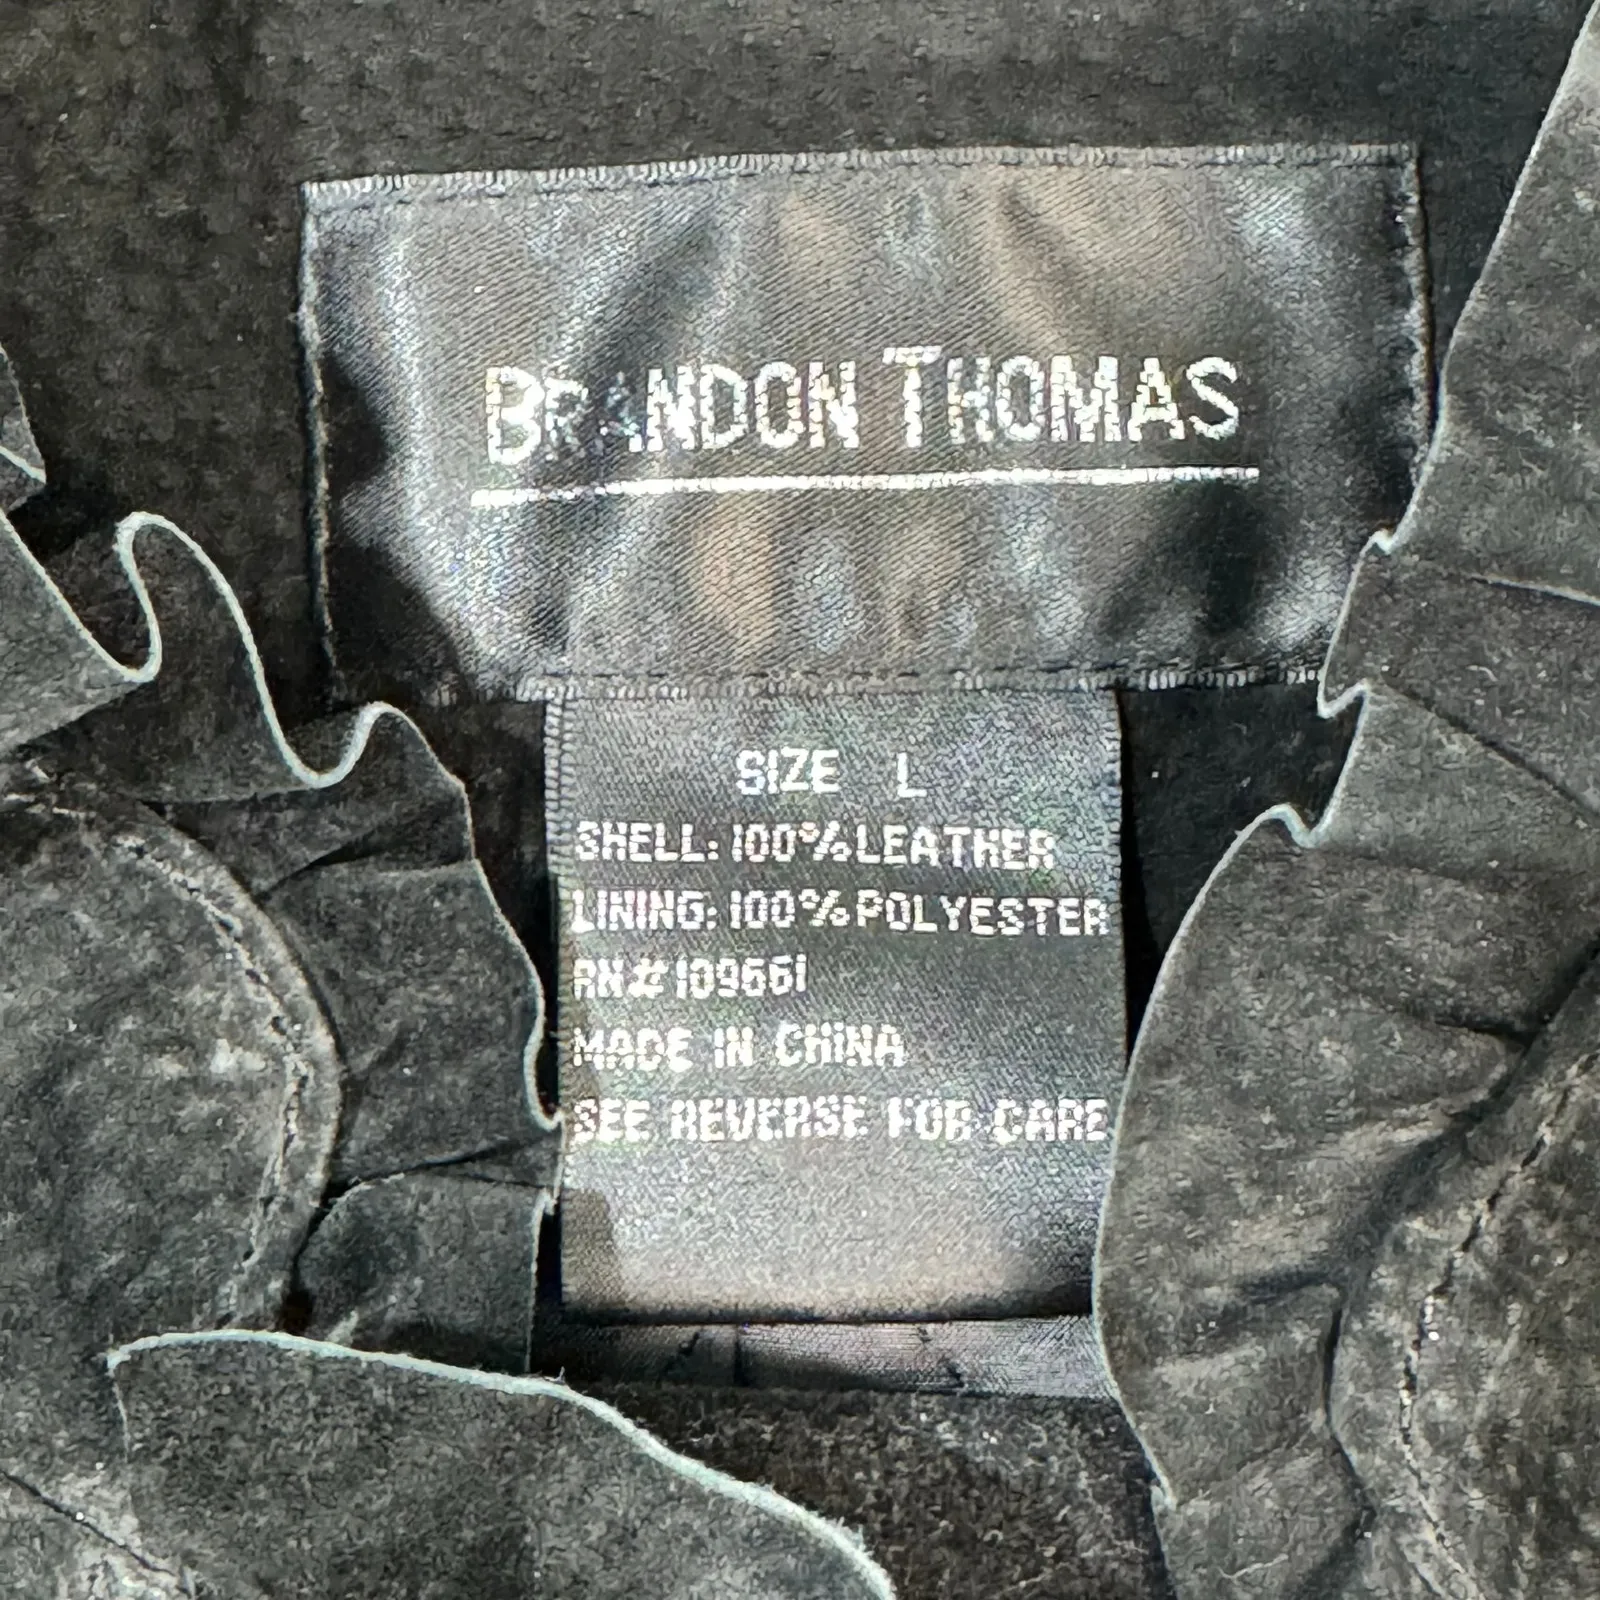 BRANDON THOMAS
SIZE L
SHELL: 100% LEATHER
LINING: 100% POLYESTER
RN# 109661
MADE IN CHINA
SEE REVERSE FOR CARE